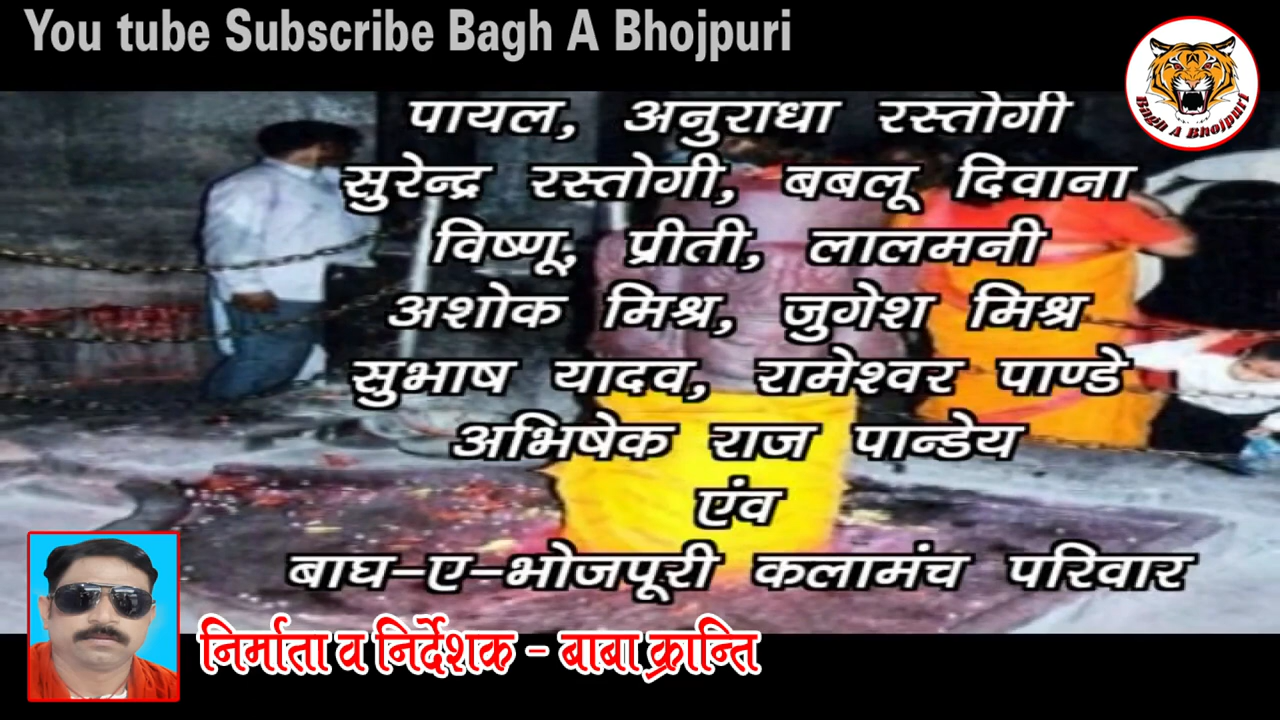 You tube Subscribe Bagh A Bhojpuri
Bagh A Bhojpuri
पायल, अनुराधा रस्तोगी
सुरेन्द्र रस्तोगी, बबलू दिवाना
विष्णू, प्रीती, लालमनी
अशोक मिश्र, जुगेश मिश्र
सुभाष यादव, रामेश्वर पाण्डे
अभिषेक राज पान्डेय
एंव
बाघ-ए-भोजपूरी कलामंच परिवार
निर्माता व निर्देशक - बाबा क्रान्ति